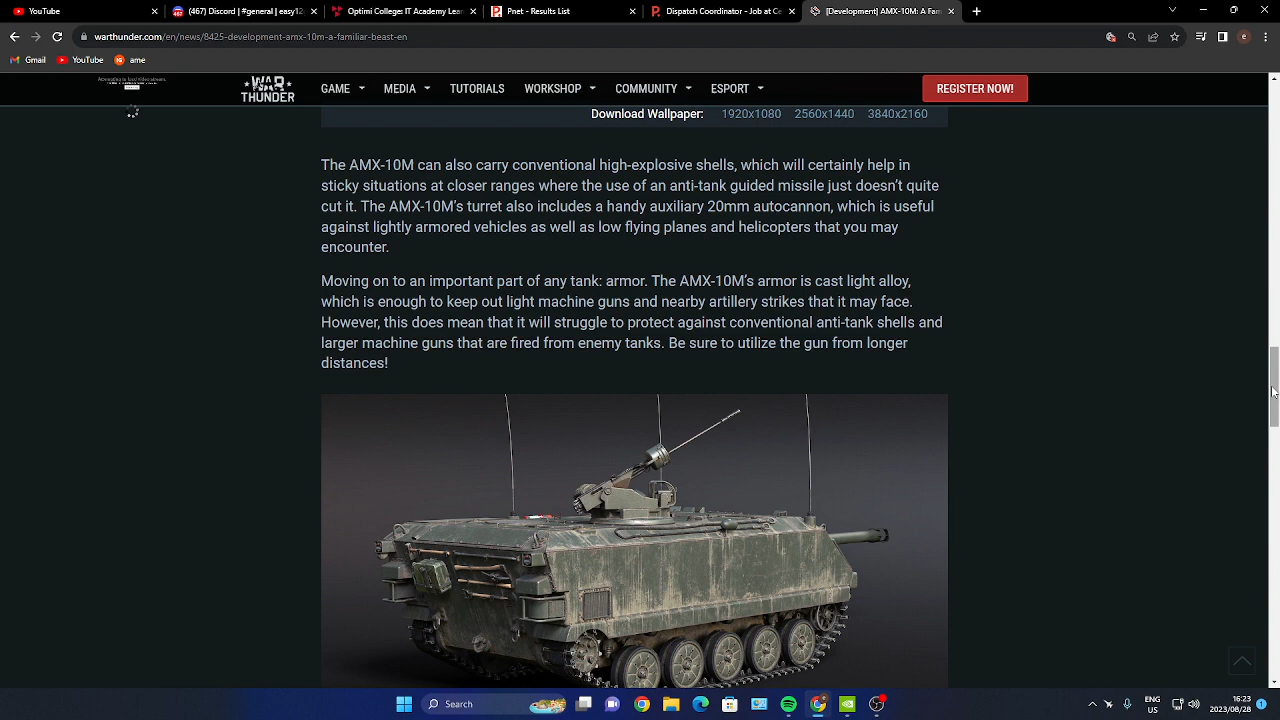 YouTube
(467) Discord | #general | easy12g
Optimi College: IT Academy Lear
Pnet - Results List
Dispatch Coordinator - Job at Ce
[Development] AMX-10M: A Fam
warthunder.com/en/news/8425-development-amx-10m-a-familiar-beast-en
e
Gmail
YouTube
ame
Attempting to load video stream.
WAR THUNDER
GAME
MEDIA
TUTORIALS
WORKSHOP
COMMUNITY
ESPORT
REGISTER NOW!
Download Wallpaper: 1920x1080 2560x1440 3840x2160
The AMX-10M can also carry conventional high-explosive shells, which will certainly help in
sticky situations at closer ranges where the use of an anti-tank guided missile just doesn’t quite
cut it. The AMX-10M’s turret also includes a handy auxiliary 20mm autocannon, which is useful
against lightly armored vehicles as well as low flying planes and helicopters that you may
encounter.
Moving on to an important part of any tank: armor. The AMX-10M’s armor is cast light alloy,
which is enough to keep out light machine guns and nearby artillery strikes that it may face.
However, this does mean that it will struggle to protect against conventional anti-tank shells and
larger machine guns that are fired from enemy tanks. Be sure to utilize the gun from longer
distances!
Search
ENG
US
16:23
2023/08/28
1